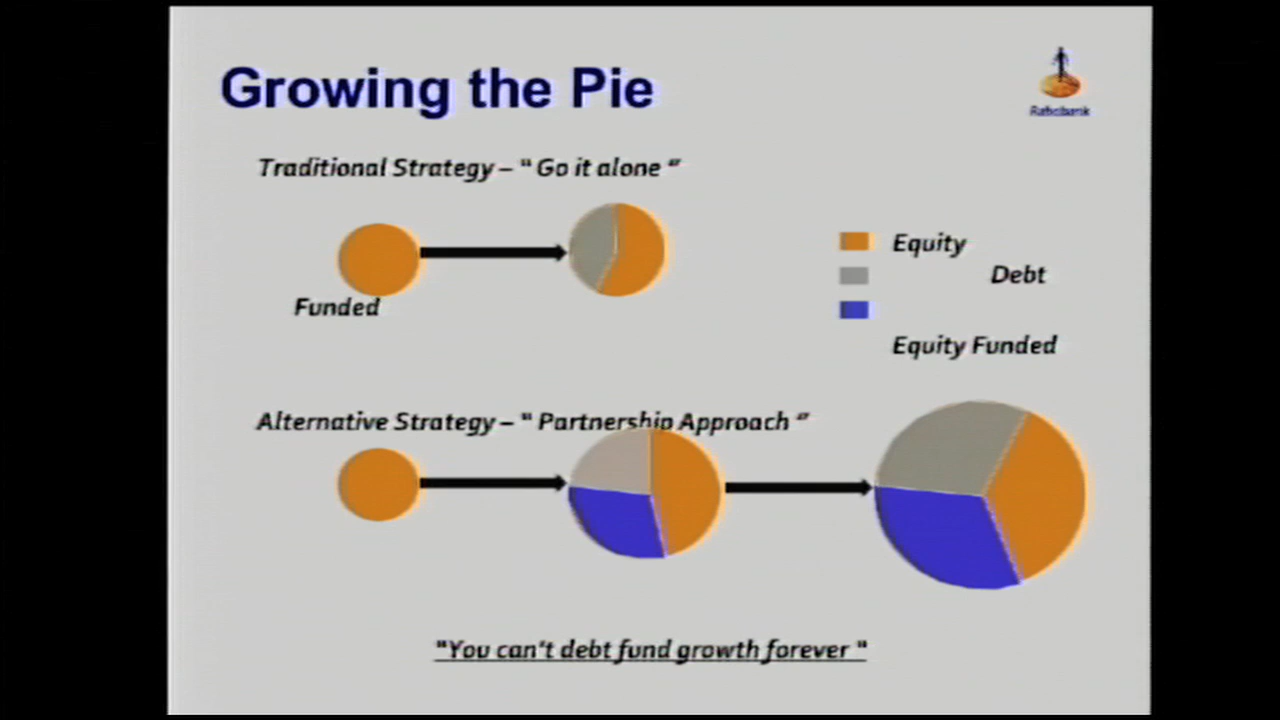 Growing the Pie
Rabobank
Traditional Strategy – “ Go it alone ”
Equity
Debt
Funded
Equity Funded
Alternative Strategy – “ Partnership Approach ”
“You can't debt fund growth forever “